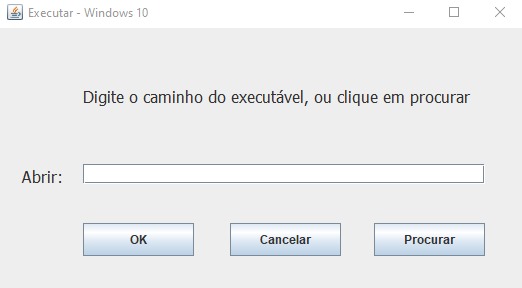 Executar - Windows 10
Digite o caminho do executável, ou clique em procurar
Abrir:
OK Cancelar Procurar